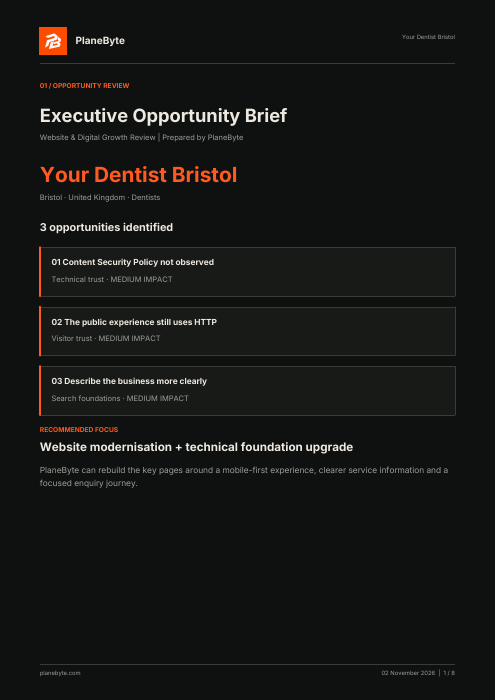 PlaneByte
Your Dentist Bristol
01 / OPPORTUNITY REVIEW
Executive Opportunity Brief
Website & Digital Growth Review | Prepared by PlaneByte
Your Dentist Bristol
Bristol · United Kingdom · Dentists
3 opportunities identified
01 Content Security Policy not observed
Technical trust · MEDIUM IMPACT
02 The public experience still uses HTTP
Visitor trust · MEDIUM IMPACT
03 Describe the business more clearly
Search foundations · MEDIUM IMPACT
RECOMMENDED FOCUS
Website modernisation + technical foundation upgrade
PlaneByte can rebuild the key pages around a mobile-first experience, clearer service information and a
focused enquiry journey.
planebyte.com
02 November 2026 | 1 / 8